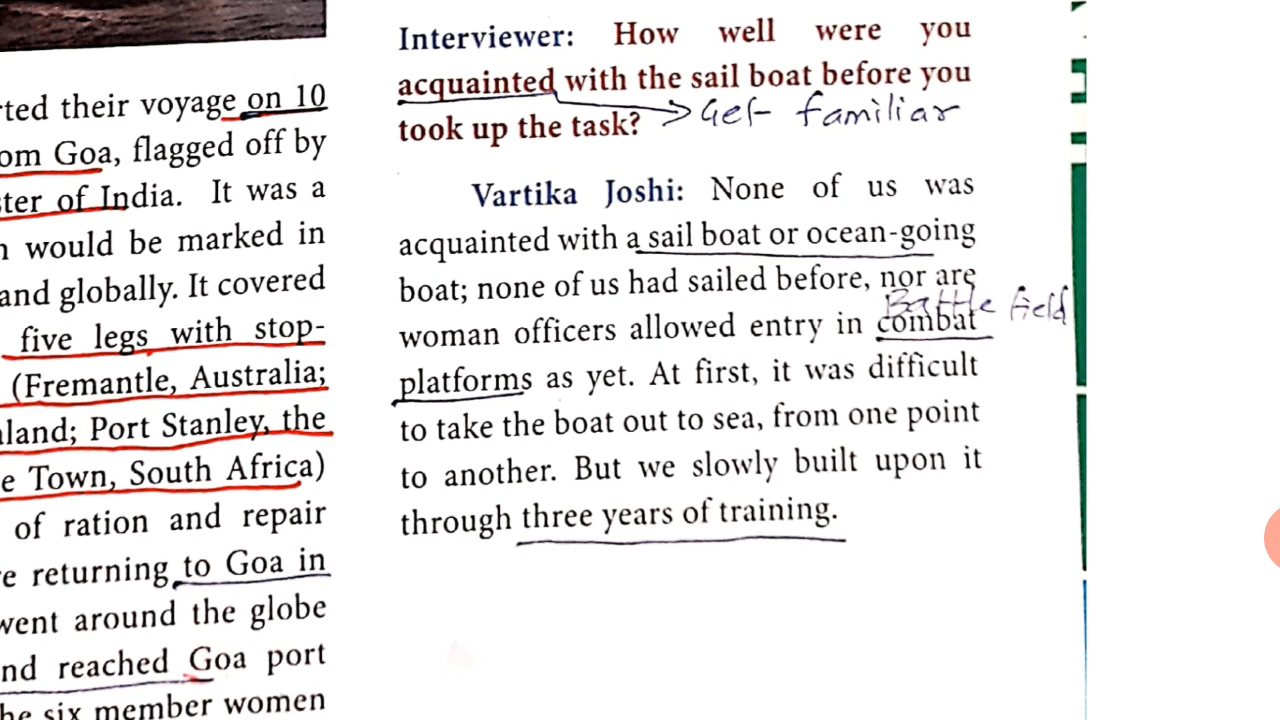 rted their voyage on 10
om Goa, flagged off by
ster of India. It was a
n would be marked in
and globally. It covered
five legs with stop-
(Fremantle, Australia;
aland; Port Stanley, the
e Town, South Africa)
of ration and repair
e returning to Goa in
went around the globe
nd reached Goa port
he six member women
Interviewer: How well were you
acquainted with the sail boat before you
took up the task? Get familiar
Vartika Joshi: None of us was
acquainted with a sail boat or ocean-going
boat; none of us had sailed before, nor are
Battle field
woman officers allowed entry in combat
platforms as yet. At first, it was difficult
to take the boat out to sea, from one point
to another. But we slowly built upon it
through three years of training.